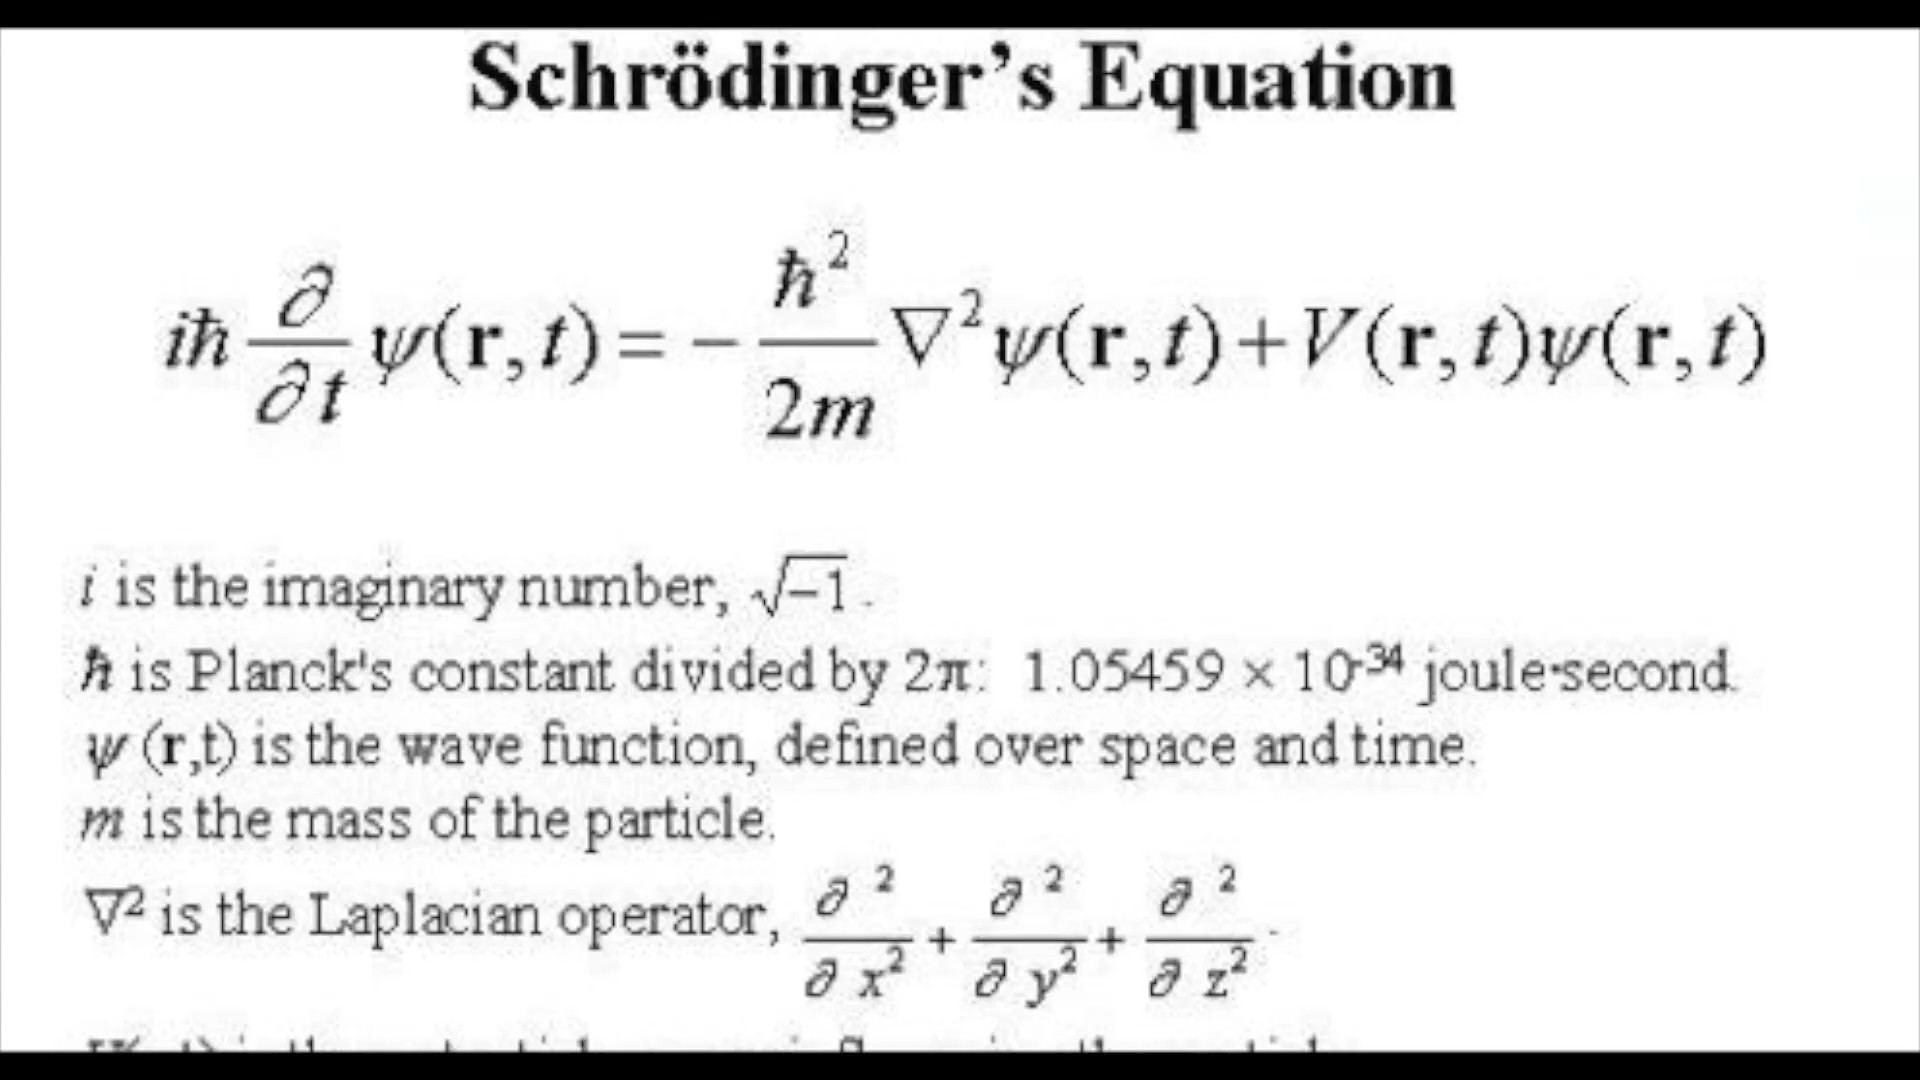 Schrödinger’s Equation
iħ ∂/∂t ψ(r,t) = − ħ²/2m ∇²ψ(r,t)+V(r,t)ψ(r,t)
i is the imaginary number, √−1.
ħ is Planck's constant divided by 2π: 1.05459 × 10⁻³⁴ joule·second.
ψ (r,t) is the wave function, defined over space and time.
m is the mass of the particle.
∇² is the Laplacian operator, ∂²/∂x² + ∂²/∂y² + ∂²/∂z².